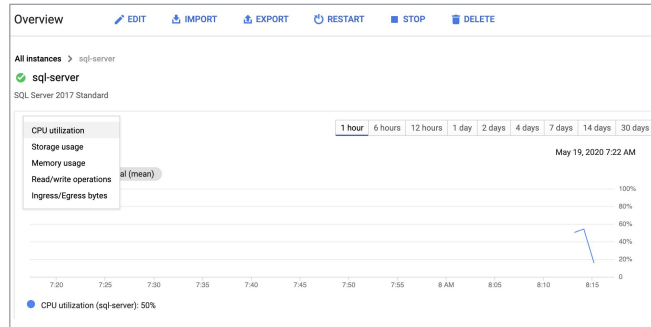 Overview EDIT IMPORT EXPORT RESTART STOP DELETE
All instances > sql-server
sql-server
SQL Server 2017 Standard
1 hour 6 hours 12 hours 1 day 2 days 4 days 7 days 14 days 30 days
CPU utilization
Storage usage
Memory usage
Read/write operations
Ingress/Egress bytes
May 19, 2020 7:22 AM
al (mean)
100%
80%
60%
40%
20%
0
7:20 7:25 7:30 7:35 7:40 7:45 7:50 7:55 8 AM 8:05 8:10 8:15
CPU utilization (sql-server): 50%